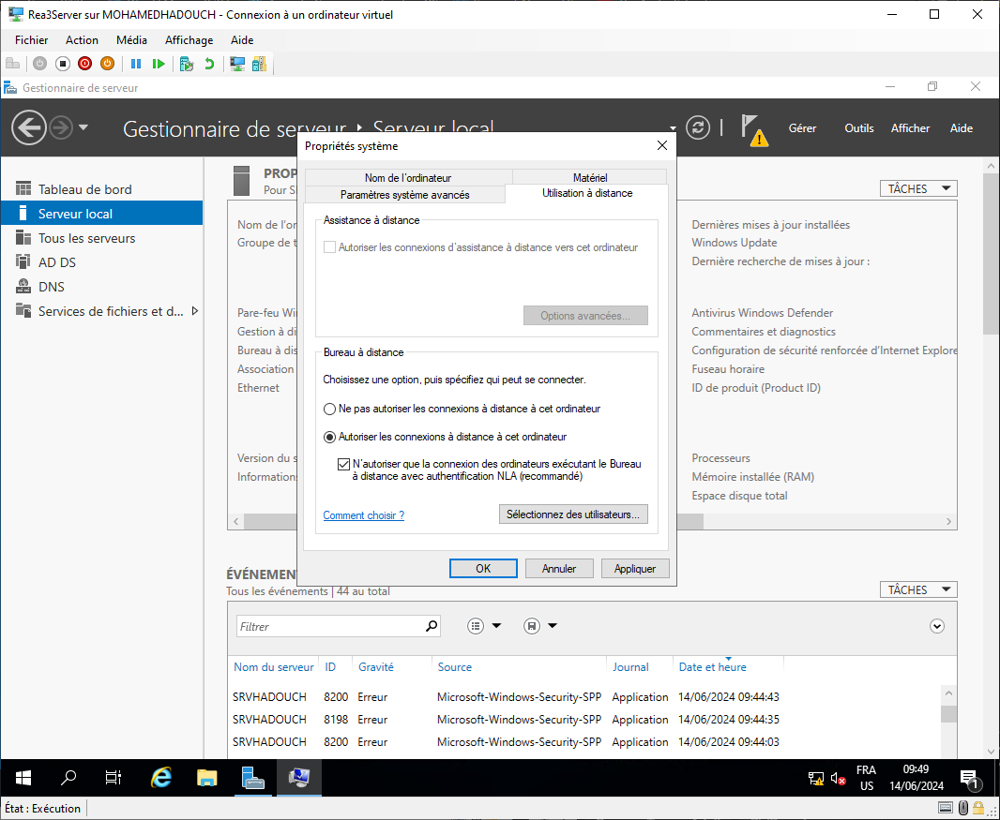 Rea3Server sur MOHAMEDHADOUCH - Connexion à un ordinateur virtuel
Fichier Action Média Affichage Aide
Gestionnaire de serveur
Gestionnaire de serveur Serveur local
Gérer Outils Afficher Aide
Tableau de bord
Serveur local
Tous les serveurs
AD DS
DNS
Services de fichiers et d...
PROP
Pour S
TÂCHES
Nom de l'or
Groupe de t
Pare-feu Wi
Gestion à di
Bureau à dis
Association
Ethernet
Version du s
Information
Dernières mises à jour installées
Windows Update
Dernière recherche de mises à jour :
Antivirus Windows Defender
Commentaires et diagnostics
Configuration de sécurité renforcée d'Internet Explore
Fuseau horaire
ID de produit (Product ID)
Processeurs
Mémoire installée (RAM)
Espace disque total
Propriétés système
Nom de l'ordinateur Matériel
Paramètres système avancés Utilisation à distance
Assistance à distance
Autoriser les connexions d'assistance à distance vers cet ordinateur
Options avancées...
Bureau à distance
Choisissez une option, puis spécifiez qui peut se connecter.
Ne pas autoriser les connexions à distance à cet ordinateur
Autoriser les connexions à distance à cet ordinateur
N'autoriser que la connexion des ordinateurs exécutant le Bureau
à distance avec authentification NLA (recommandé)
Comment choisir ? Sélectionnez des utilisateurs...
OK Annuler Appliquer
ÉVÉNEMEN
Tous les événements | 44 au total
TÂCHES
Filtrer
Nom du serveur ID Gravité Source Journal Date et heure
SRVHADOUCH 8200 Erreur Microsoft-Windows-Security-SPP Application 14/06/2024 09:44:43
SRVHADOUCH 8198 Erreur Microsoft-Windows-Security-SPP Application 14/06/2024 09:44:35
SRVHADOUCH 8200 Erreur Microsoft-Windows-Security-SPP Application 14/06/2024 09:44:03
FRA 09:49
US 14/06/2024
1
État : Exécution